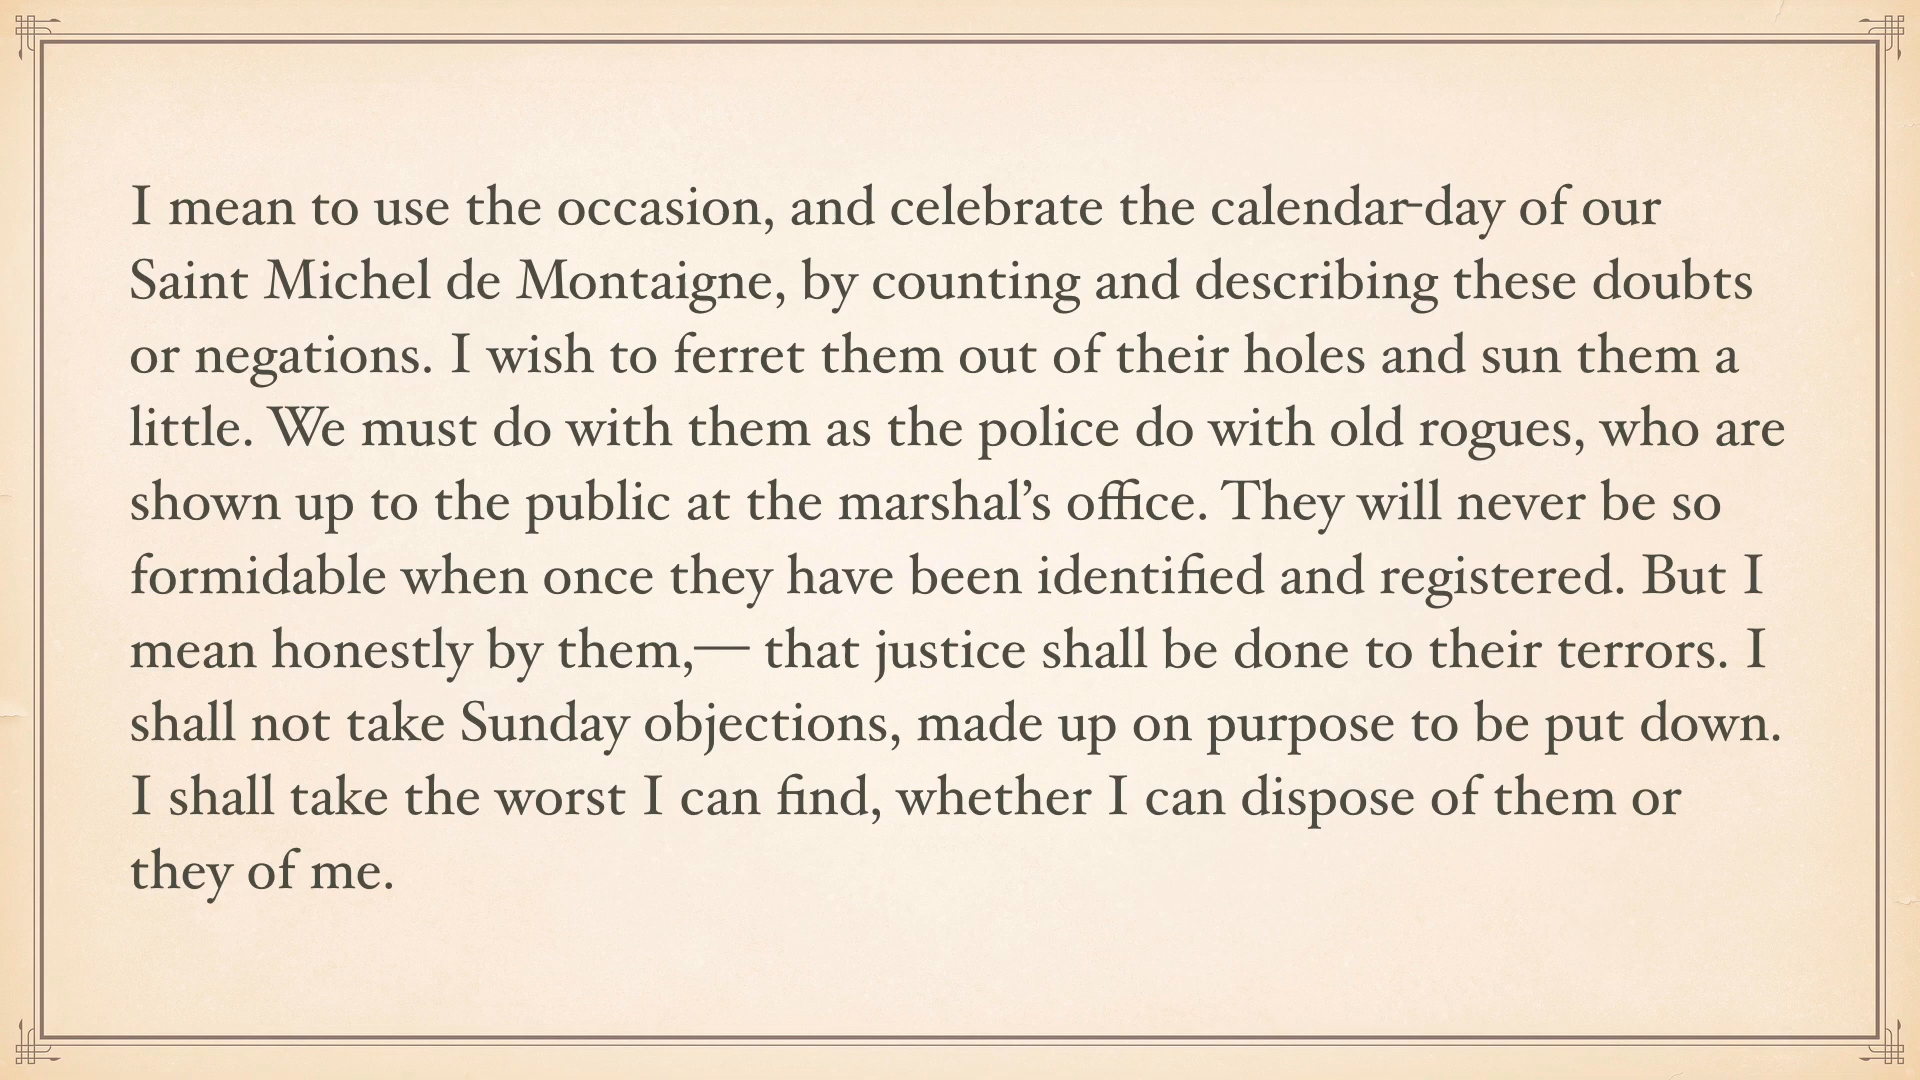 I mean to use the occasion, and celebrate the calendar-day of our
Saint Michel de Montaigne, by counting and describing these doubts
or negations. I wish to ferret them out of their holes and sun them a
little. We must do with them as the police do with old rogues, who are
shown up to the public at the marshal’s office. They will never be so
formidable when once they have been identified and registered. But I
mean honestly by them,— that justice shall be done to their terrors. I
shall not take Sunday objections, made up on purpose to be put down.
I shall take the worst I can find, whether I can dispose of them or
they of me.